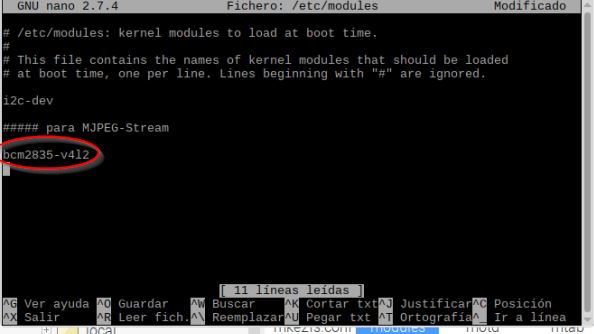 GNU nano 2.7.4 Fichero: /etc/modules Modificado
# /etc/modules: kernel modules to load at boot time.
#
# This file contains the names of kernel modules that should be loaded
# at boot time, one per line. Lines beginning with "#" are ignored.
i2c-dev
##### para MJPEG-Stream
bcm2835-v4l2
[ 11 líneas leídas ]
^G Ver ayuda ^O Guardar ^W Buscar ^K Cortar txt ^J Justificar ^C Posición
^X Salir ^R Leer fich. ^\ Reemplazar ^U Pegar txt ^T Ortografía ^_ Ir a línea
local mke2fs.conf modules motd mtab